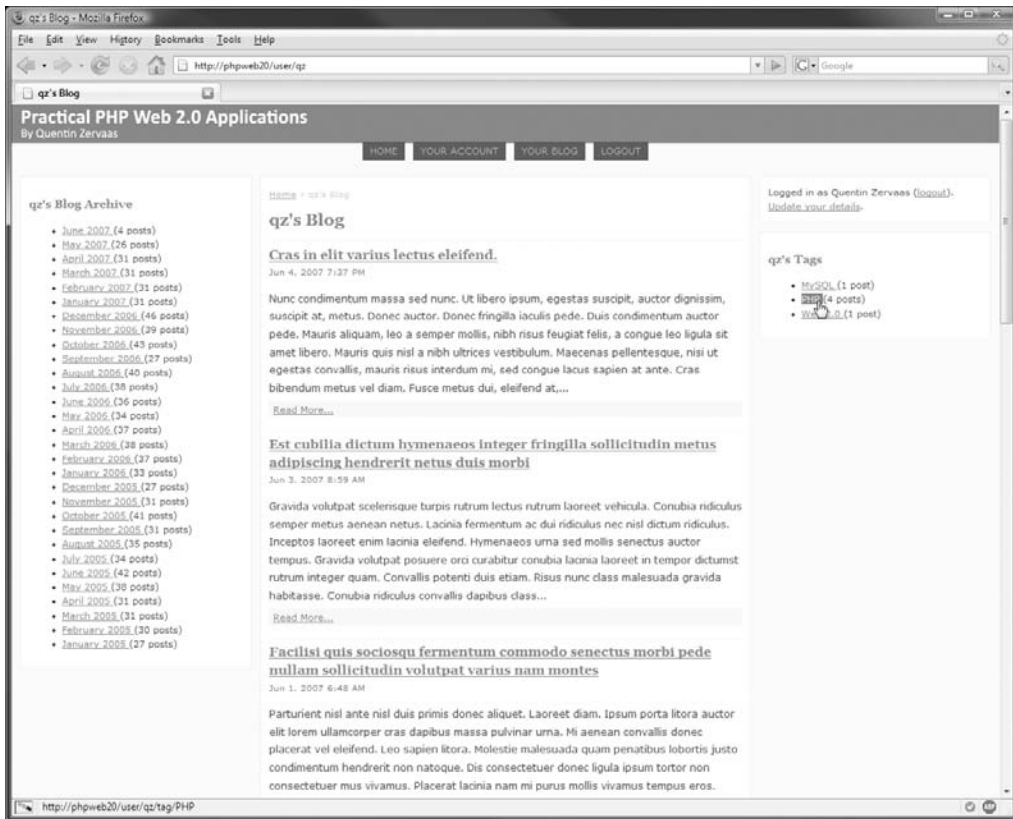 qz's Blog - Mozilla Firefox
File Edit View History Bookmarks Tools Help
http://phpweb20/user/qz
Google
qz's Blog
Practical PHP Web 2.0 Applications
By Quentin Zervaas
HOME YOUR ACCOUNT YOUR BLOG LOGOUT
qz's Blog Archive
• June 2007 (4 posts)
• May 2007 (26 posts)
• April 2007 (31 posts)
• March 2007 (31 posts)
• February 2007 (31 posts)
• January 2007 (31 posts)
• December 2006 (46 posts)
• November 2006 (39 posts)
• October 2006 (43 posts)
• September 2006 (27 posts)
• August 2006 (40 posts)
• July 2006 (38 posts)
• June 2006 (36 posts)
• May 2006 (34 posts)
• April 2006 (37 posts)
• March 2006 (38 posts)
• February 2006 (37 posts)
• January 2006 (33 posts)
• December 2005 (27 posts)
• November 2005 (31 posts)
• October 2005 (41 posts)
• September 2005 (31 posts)
• August 2005 (35 posts)
• July 2005 (34 posts)
• June 2005 (42 posts)
• May 2005 (38 posts)
• April 2005 (31 posts)
• March 2005 (31 posts)
• February 2005 (30 posts)
• January 2005 (27 posts)
Home › qz's Blog
qz's Blog
Cras in elit varius lectus eleifend.
Jun 4, 2007 7:37 PM
Nunc condimentum massa sed nunc. Ut libero ipsum, egestas suscipit, auctor dignissim,
suscipit at, metus. Donec auctor. Donec fringilla iaculis pede. Duis condimentum auctor
pede. Mauris aliquam, leo a semper mollis, nibh risus feugiat felis, a congue leo ligula sit
amet libero. Mauris quis nisl a nibh ultrices vestibulum. Maecenas pellentesque, nisi ut
egestas convallis, mauris risus interdum mi, sed congue lacus sapien at ante. Cras
bibendum metus vel diam. Fusce metus dui, eleifend at,...
Read More...
Est cubilia dictum hymenaeos integer fringilla sollicitudin metus
adipiscing hendrerit netus duis morbi
Jun 3, 2007 8:59 AM
Gravida volutpat scelerisque turpis rutrum lectus rutrum laoreet vehicula. Conubia ridiculus
semper metus aenean netus. Lacinia fermentum ac dui ridiculus nec nisl dictum ridiculus.
Inceptos laoreet enim lacinia eleifend. Hymenaeos urna sed mollis senectus auctor
tempus. Gravida volutpat posuere orci curabitur conubia lacinia laoreet in tempor dictumst
rutrum integer quam. Convallis potenti duis etiam. Risus nunc class malesuada gravida
habitasse. Conubia ridiculus convallis dapibus class...
Read More...
Facilisi quis sociosqu fermentum commodo senectus morbi pede
nullam sollicitudin volutpat varius nam montes
Jun 1, 2007 6:48 AM
Parturient nisl ante nisl duis primis donec aliquet. Laoreet diam. Ipsum porta litora auctor
elit lorem ullamcorper cras dapibus massa pulvinar urna. Mi aenean convallis donec
placerat vel eleifend. Leo sapien litora. Molestie malesuada quam penatibus lobortis justo
condimentum hendrerit non natoque. Dis consectetuer donec ligula ipsum tortor non
consectetuer mus vivamus. Placerat lacinia nam mi purus mollis vivamus tempus eros.
Logged in as Quentin Zervaas (logout).
Update your details.
qz's Tags
• MySQL (1 post)
• PHP (4 posts)
• Web 2.0 (1 post)
http://phpweb20/user/qz/tag/PHP